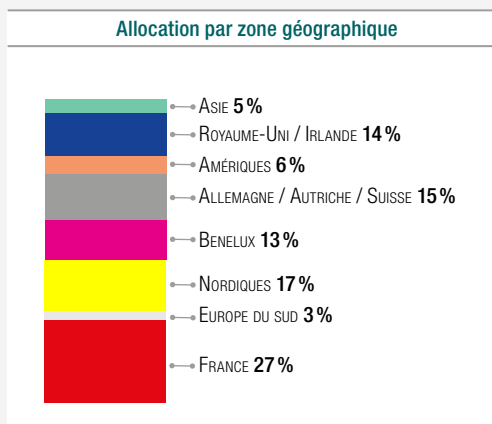 Allocation par zone géographique
Asie 5 %
Royaume-Uni / Irlande 14 %
Amériques 6 %
Allemagne / Autriche / Suisse 15 %
Benelux 13 %
Nordiques 17 %
Europe du sud 3 %
France 27 %